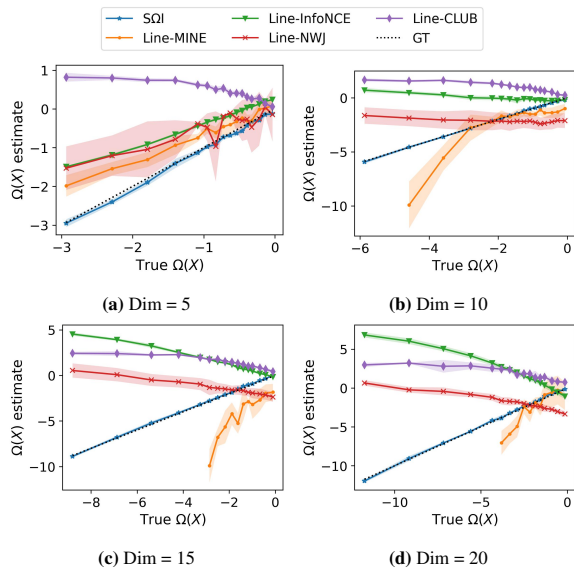 SΩI
Line-MINE
Line-InfoNCE
Line-NWJ
Line-CLUB
GT
1
0
−1
−2
−3
Ω(X) estimate
−3
−2
−1
0
True Ω(X)
(a) Dim = 5
0
−5
−10
Ω(X) estimate
−6
−4
−2
0
True Ω(X)
(b) Dim = 10
5
0
−5
−10
Ω(X) estimate
−8
−6
−4
−2
0
True Ω(X)
(c) Dim = 15
5
0
−5
−10
Ω(X) estimate
−10
−5
0
True Ω(X)
(d) Dim = 20